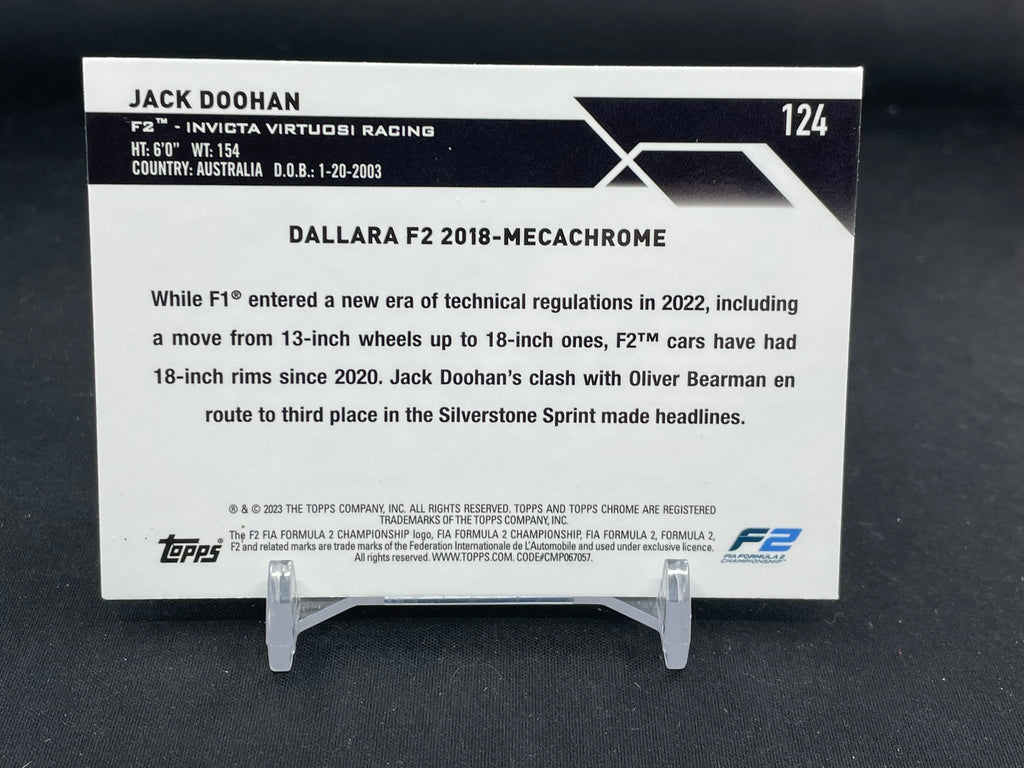 JACK DOOHAN
124
F2™ - INVICTA VIRTUOSI RACING
HT: 6'0" WT: 154
COUNTRY: AUSTRALIA D.O.B.: 1-20-2003
DALLARA F2 2018-MECACHROME
While F1® entered a new era of technical regulations in 2022, including
a move from 13-inch wheels up to 18-inch ones, F2™ cars have had
18-inch rims since 2020. Jack Doohan's clash with Oliver Bearman en
route to third place in the Silverstone Sprint made headlines.
® & © 2023 THE TOPPS COMPANY, INC. ALL RIGHTS RESERVED. TOPPS AND TOPPS CHROME ARE REGISTERED
TRADEMARKS OF THE TOPPS COMPANY, INC.
The F2 FIA FORMULA 2 CHAMPIONSHIP logo, FIA FORMULA 2 CHAMPIONSHIP, FIA FORMULA 2, FORMULA 2,
F2 and related marks are trade marks of the Federation Internationale de L'Automobile and used under exclusive licence.
All rights reserved. WWW.TOPPS.COM. CODE#CMP067057.
topps®
F2
FIA FORMULA 2
CHAMPIONSHIP™